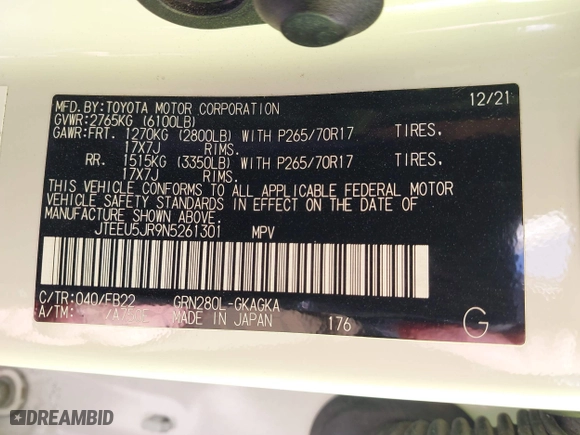 MFD.BY:TOYOTA MOTOR CORPORATION 12/21
GVWR:2765KG (6100LB)
GAWR:FRT. 1270KG (2800LB) WITH P265/70R17 TIRES,
17X7J RIMS.
RR. 1515KG (3350LB) WITH P265/70R17 TIRES,
17X7J RIMS.
THIS VEHICLE CONFORMS TO ALL APPLICABLE FEDERAL MOTOR
VEHICLE SAFETY STANDARDS IN EFFECT ON THE DATE OF
MANUFACTURE SHOWN ABOVE.
JTEEU5JR9N5261301 MPV
C/TR:040/FB22 GRN280L-GKAGKA
A/TM: MADE IN JAPAN 176 G
DREAMBID